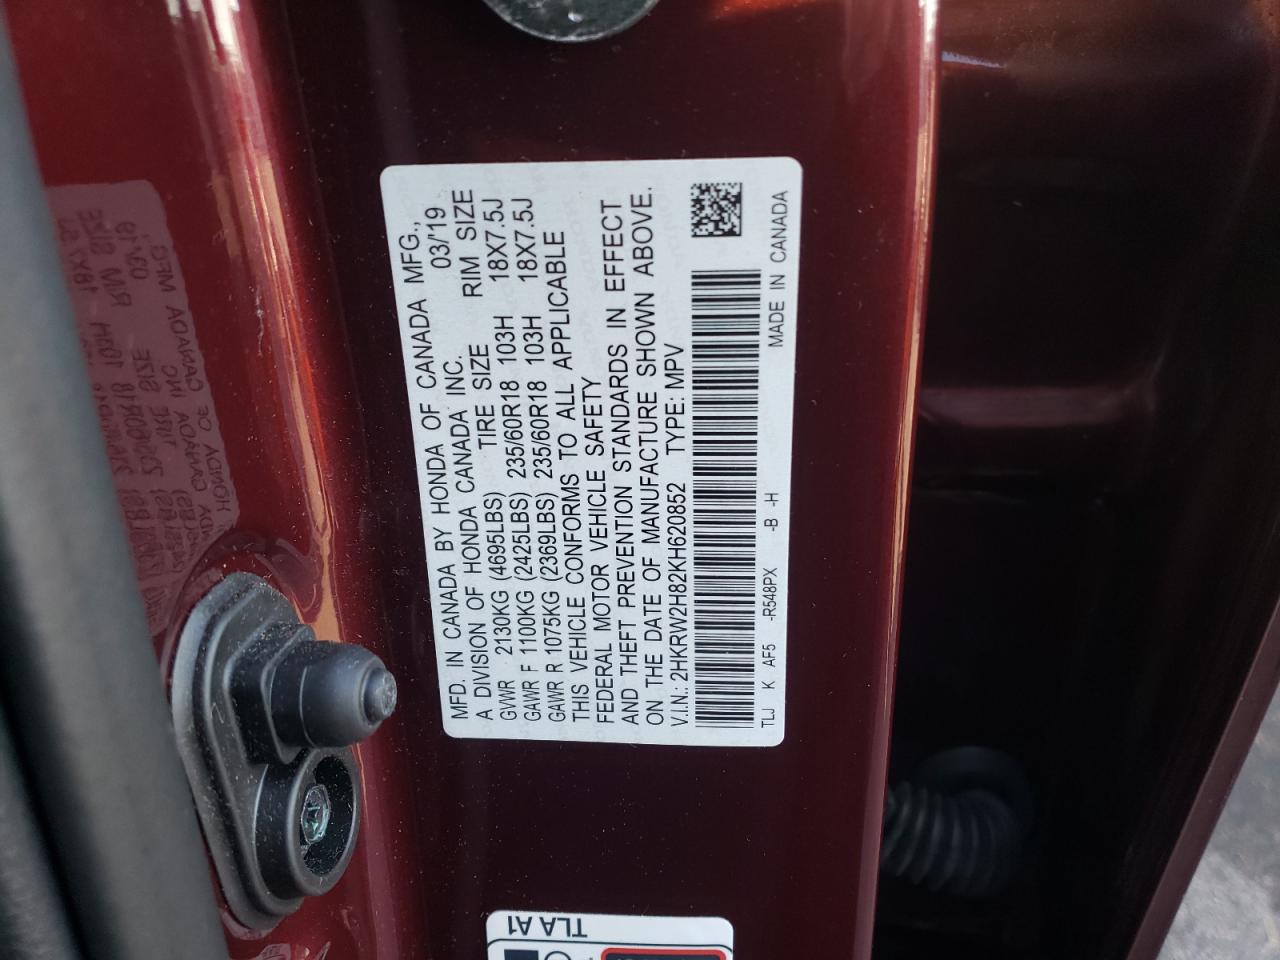 MFD. IN CANADA BY HONDA OF CANADA MFG.,
A DIVISION OF HONDA CANADA INC. 03/19
GVWR 2130KG (4695LBS) TIRE SIZE RIM SIZE
GAWR F 1100KG (2425LBS) 235/60R18 103H 18X7.5J
GAWR R 1075KG (2369LBS) 235/60R18 103H 18X7.5J
THIS VEHICLE CONFORMS TO ALL APPLICABLE
FEDERAL MOTOR VEHICLE SAFETY
AND THEFT PREVENTION STANDARDS IN EFFECT
ON THE DATE OF MANUFACTURE SHOWN ABOVE.
V.I.N.: 2HKRW2H82KH620852 TYPE: MPV
TLJ K AF5 -R548PX -B -H MADE IN CANADA
TLA A1